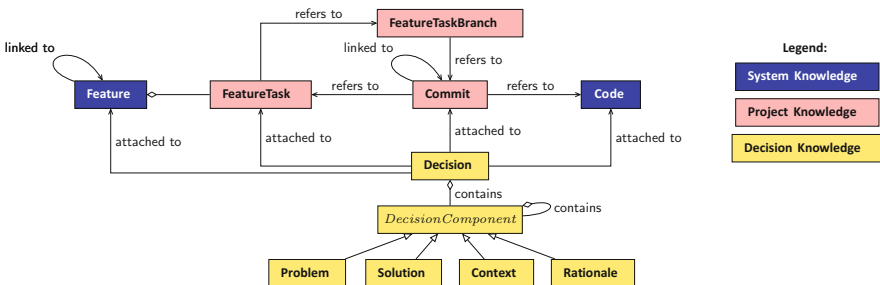 refers to
FeatureTaskBranch
linked to
linked to
refers to
Legend:
System Knowledge
Feature
FeatureTask
refers to
Commit
refers to
Code
Project Knowledge
attached to
attached to
attached to
attached to
Decision Knowledge
Decision
contains
DecisionComponent
contains
Problem
Solution
Context
Rationale